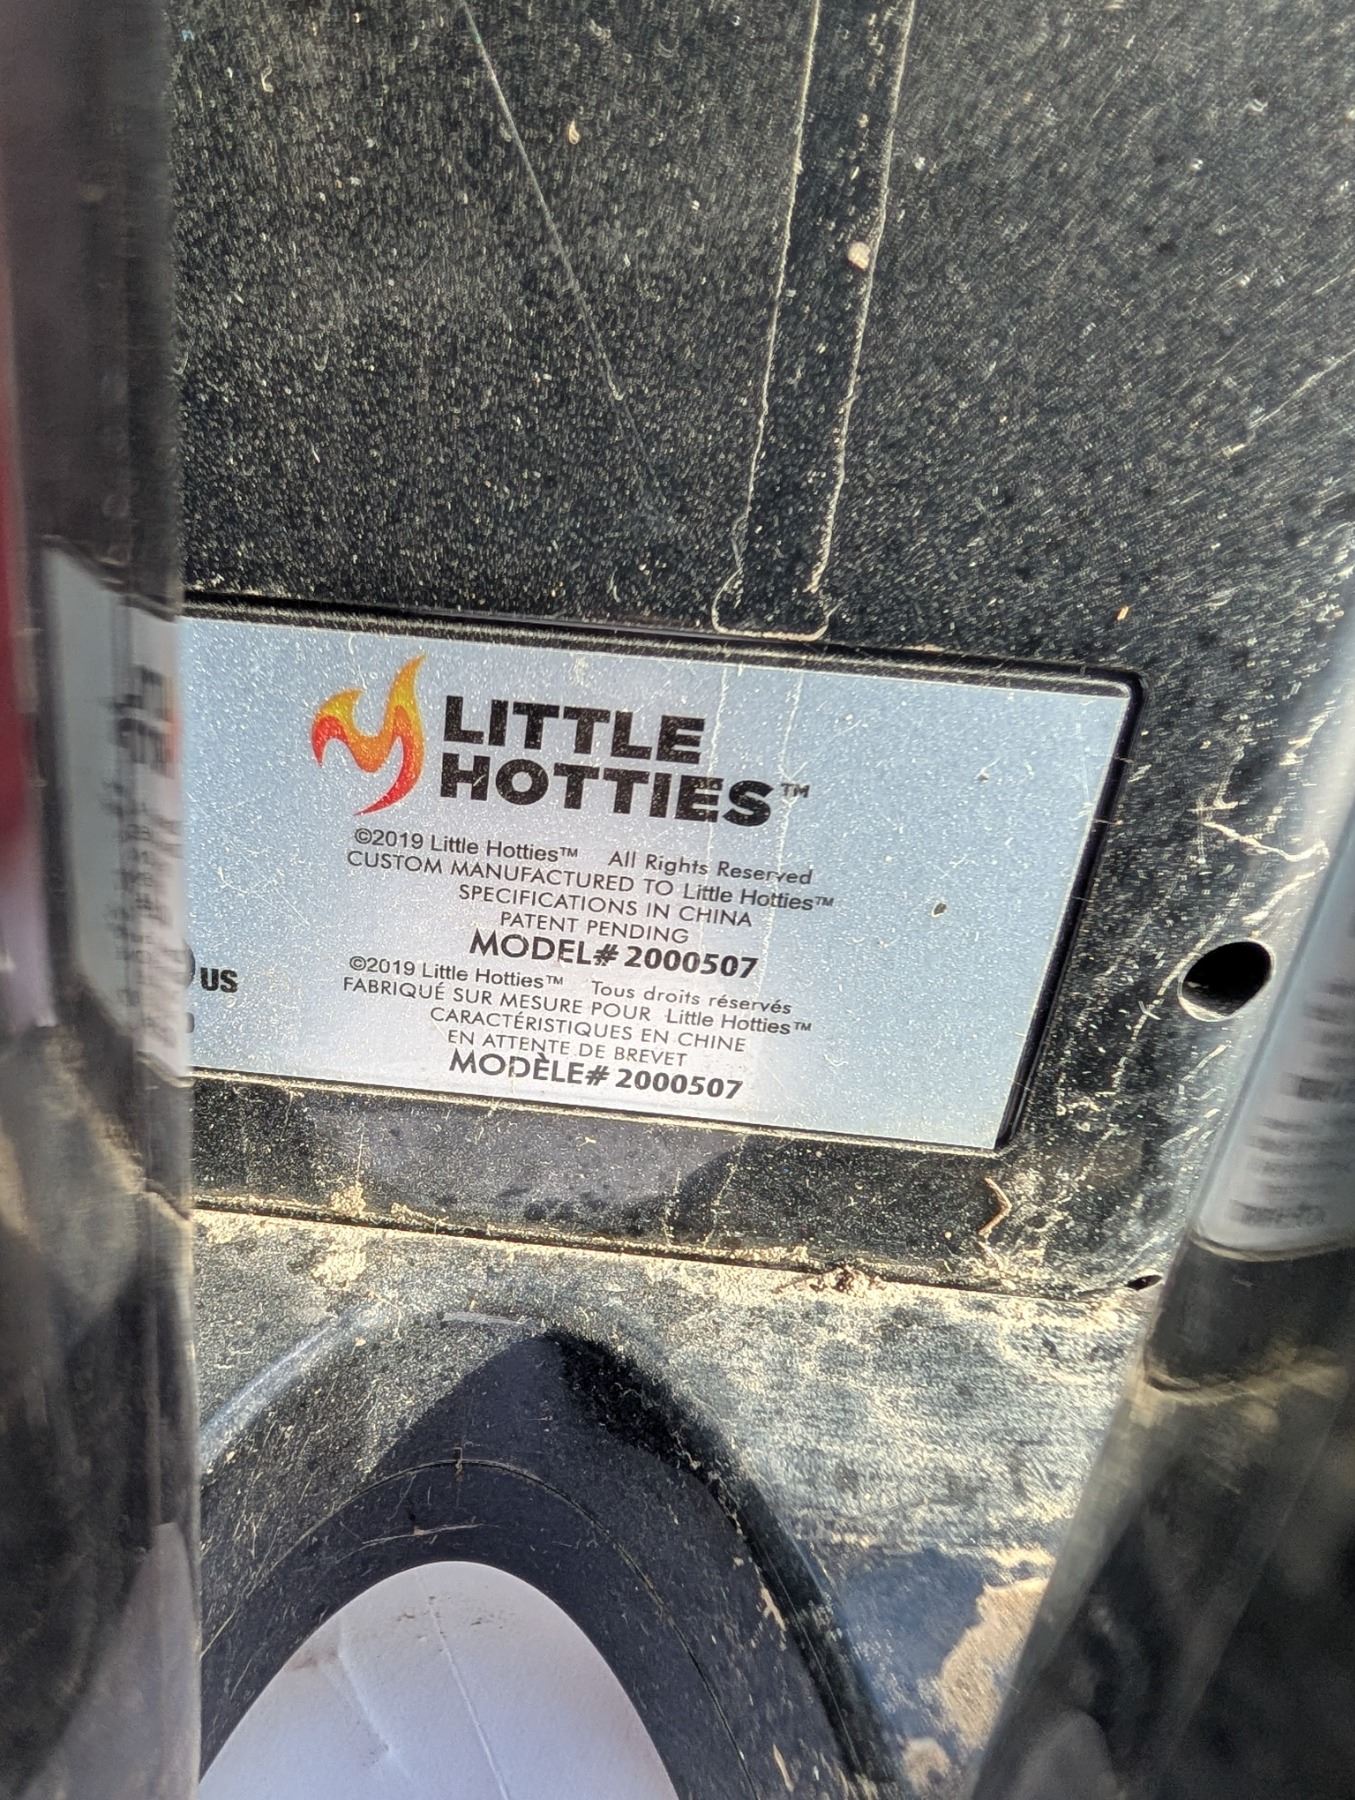 LITTLE
HOTTIES™
©2019 Little Hotties™ All Rights Reserved
CUSTOM MANUFACTURED TO Little Hotties™
SPECIFICATIONS IN CHINA
PATENT PENDING
MODEL# 2000507
US
©2019 Little Hotties™ Tous droits réservés
FABRIQUÉ SUR MESURE POUR Little Hotties™
CARACTÉRISTIQUES EN CHINE
EN ATTENTE DE BREVET
MODÈLE# 2000507